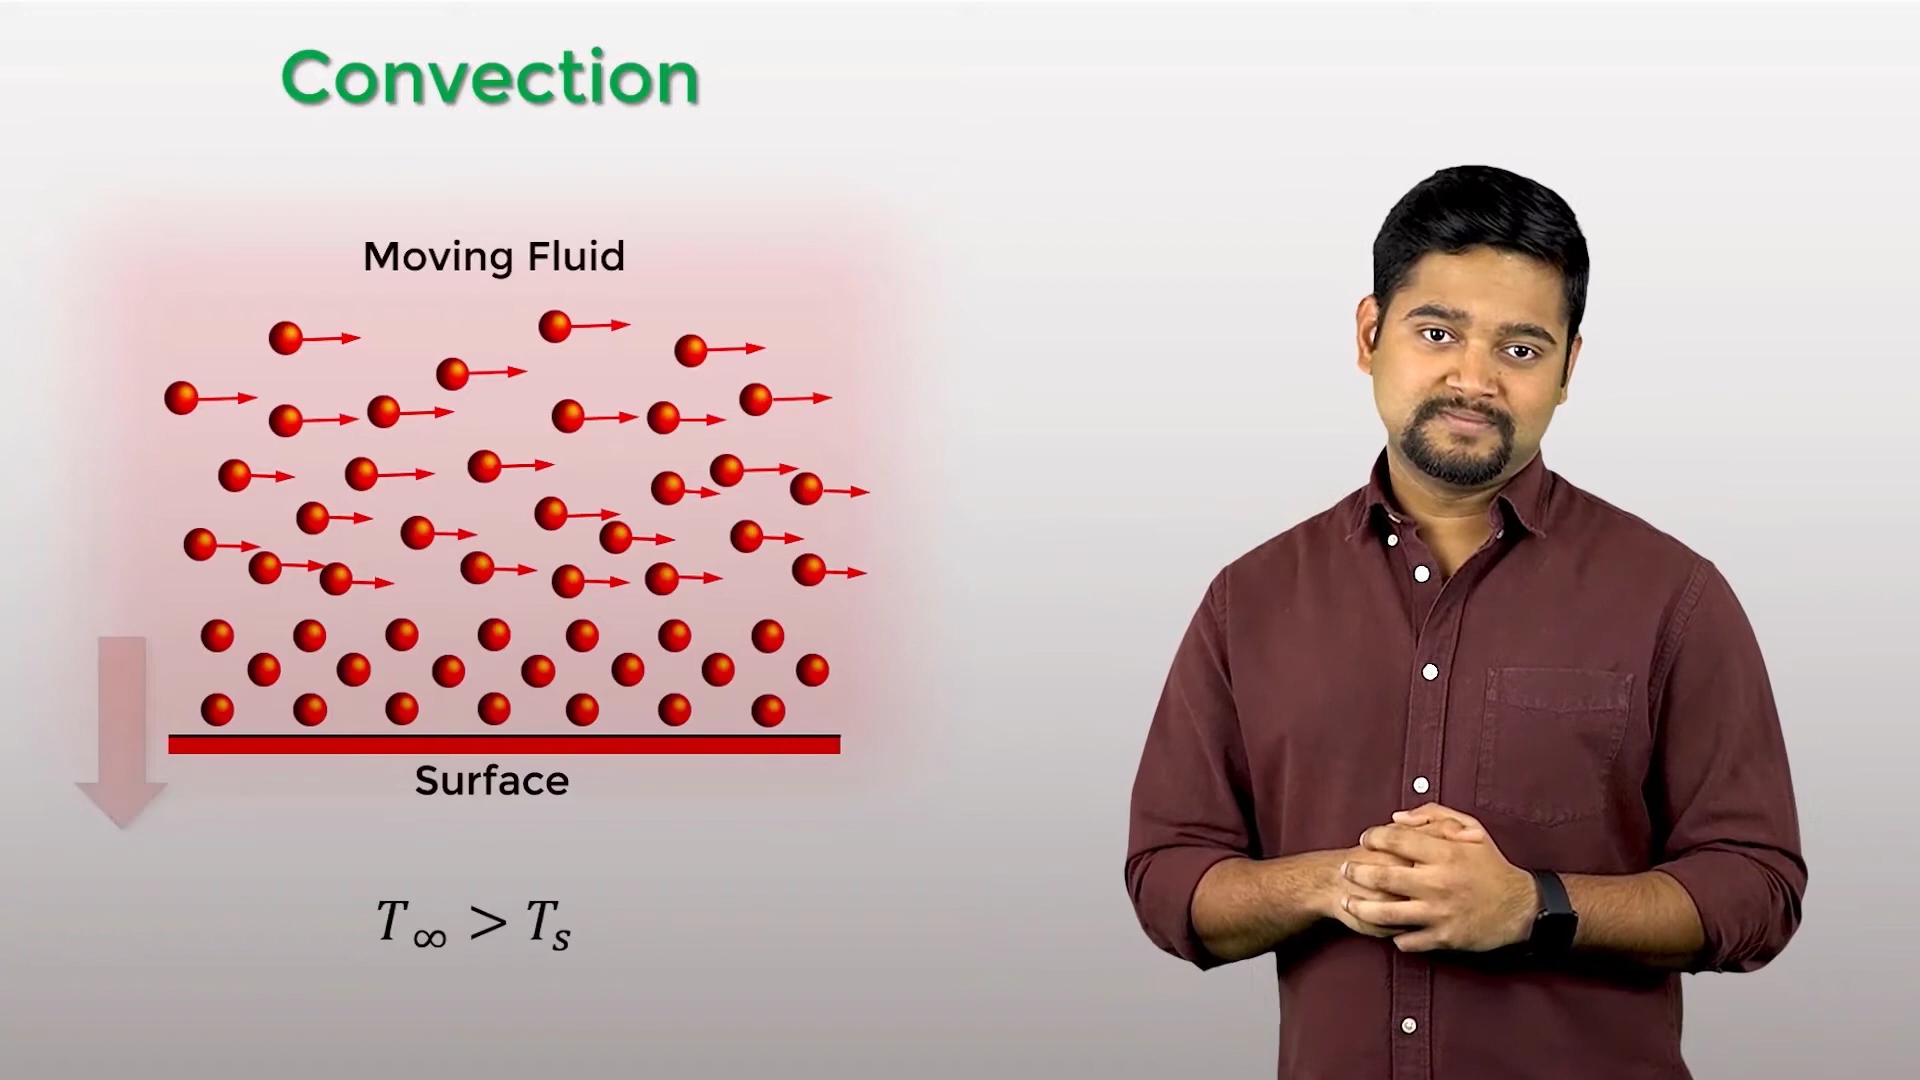 Convection
Moving Fluid
Surface
T∞ > Ts